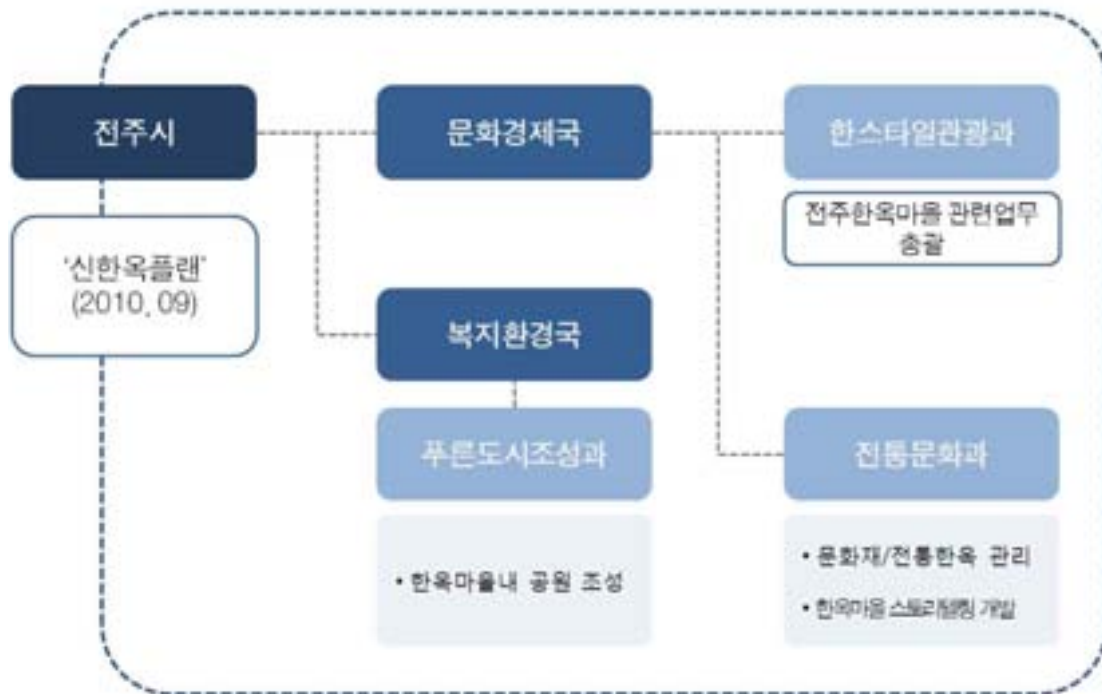 전주시
'신한옥플랜'
(2010, 09)
문화경제국
복지환경국
푸른도시조성과
• 한옥마을내 공원 조성
한스타일관광과
전주한옥마을 관련업무
총괄
전통문화과
• 문화재/전통한옥 관리
• 한옥마을 스토리텔링 개발